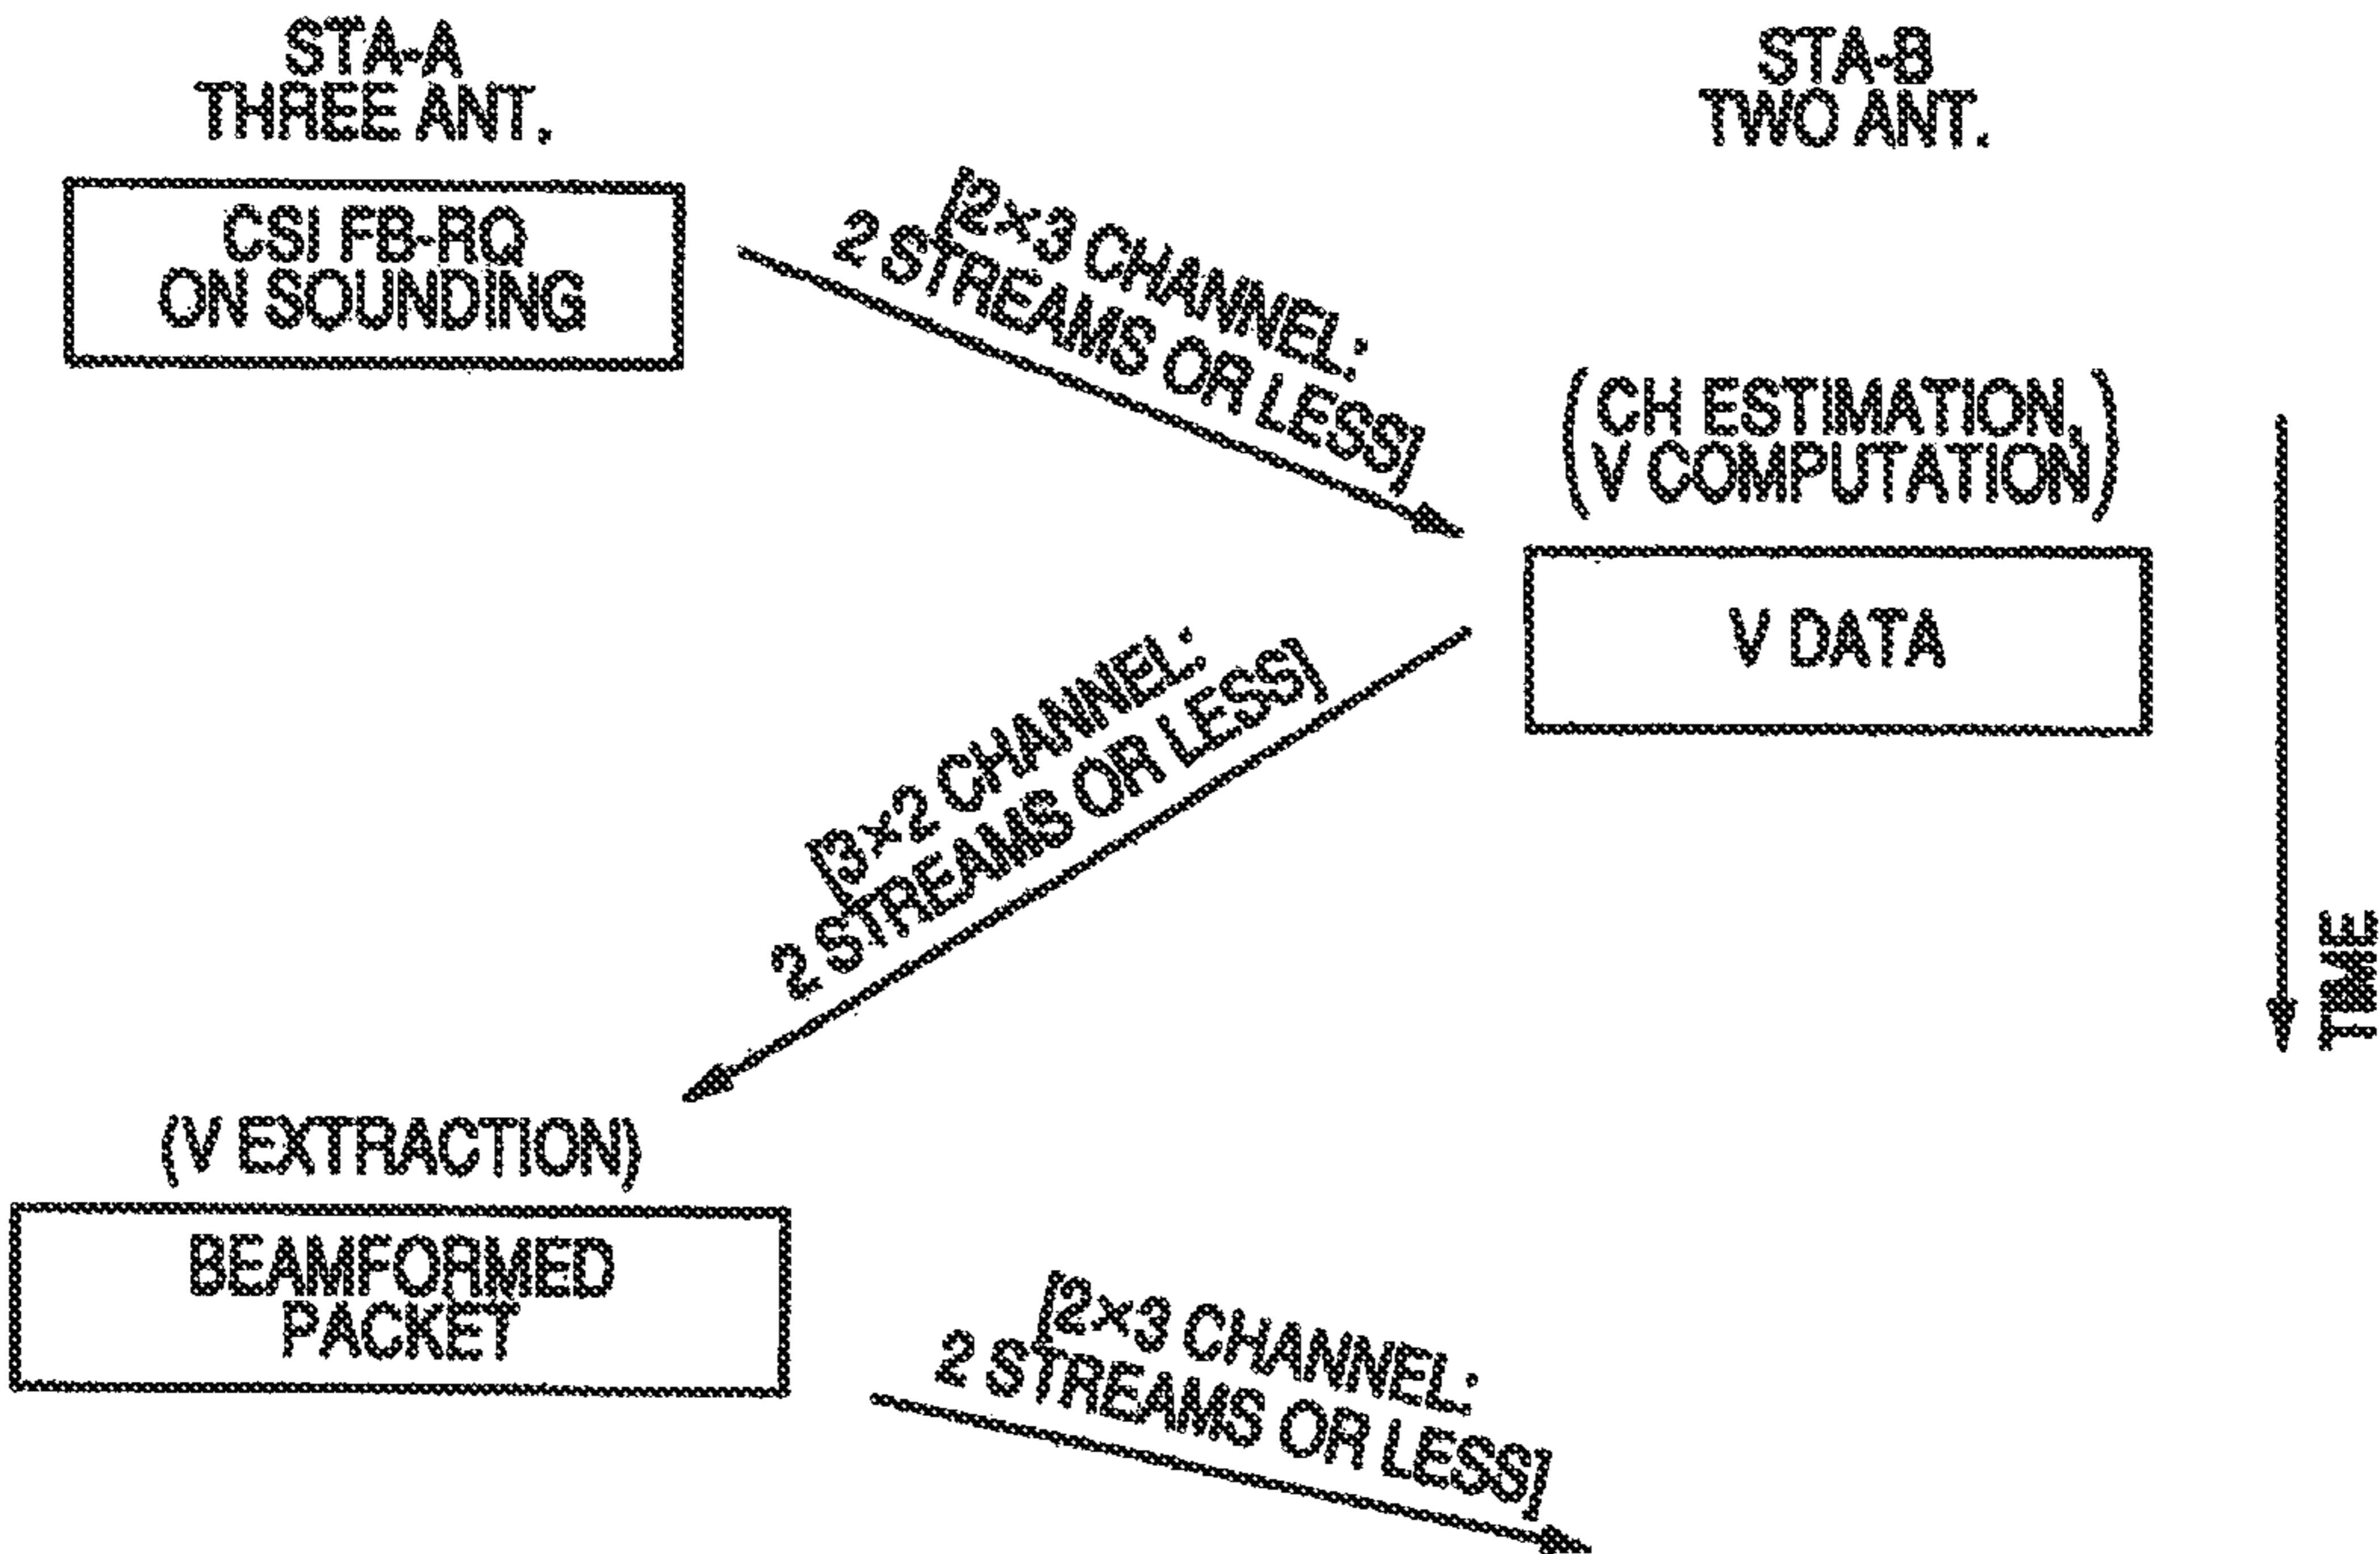 STA-A
THREE ANT.
STA-B
TWO ANT.
CSI FB-RQ
ON SOUNDING
[2×3 CHANNEL:
2 STREAMS OR LESS]
(CH ESTIMATION,
V COMPUTATION)
V DATA
[3×2 CHANNEL:
2 STREAMS OR LESS]
TIME
(V EXTRACTION)
BEAMFORMED
PACKET
[2×3 CHANNEL:
2 STREAMS OR LESS]